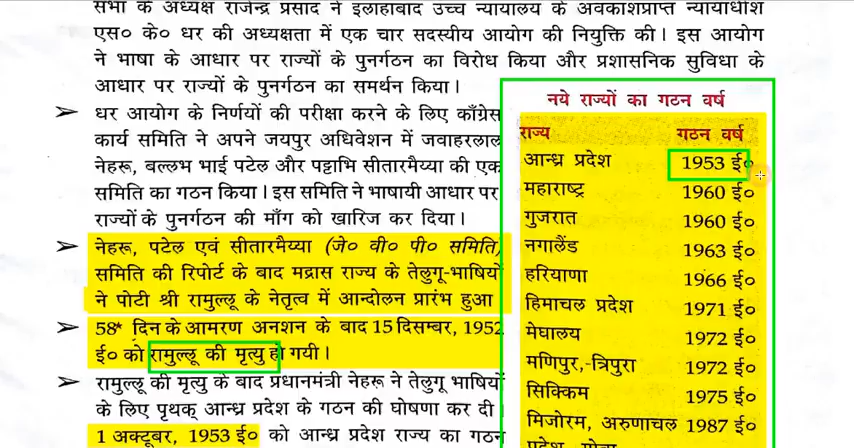 सभा के अध्यक्ष राजेन्द्र प्रसाद ने इलाहाबाद उच्च न्यायालय के अवकाशप्राप्त न्यायाधीश
एस० के० धर की अध्यक्षता में एक चार सदस्यीय आयोग की नियुक्ति की। इस आयोग
ने भाषा के आधार पर राज्यों के पुनर्गठन का विरोध किया और प्रशासनिक सुविधा के
आधार पर राज्यों के पुनर्गठन का समर्थन किया।
➢ धर आयोग के निर्णयों की परीक्षा करने के लिए काँग्रेस
कार्य समिति ने अपने जयपुर अधिवेशन में जवाहरलाल
नेहरू, बल्लभ भाई पटेल और पट्टाभि सीतारमैय्या की एक
समिति का गठन किया। इस समिति ने भाषायी आधार पर
राज्यों के पुनर्गठन की माँग को खारिज कर दिया।
➢ नेहरू, पटेल एवं सीतारमैय्या (जे० वी० पी० समिति)
समिति की रिपोर्ट के बाद मद्रास राज्य के तेलुगू-भाषियों
ने पोटी श्री रामुल्लू के नेतृत्व में आन्दोलन प्रारंभ हुआ
➢ 58* दिन के आमरण अनशन के बाद 15 दिसम्बर, 1952
ई० को रामुल्लू की मृत्यु हो गयी।
➢ रामुल्लू की मृत्यु के बाद प्रधानमंत्री नेहरू ने तेलुगू भाषियों
के लिए पृथक् आन्ध्र प्रदेश के गठन की घोषणा कर दी।
1 अक्टूबर, 1953 ई० को आन्ध्र प्रदेश राज्य का गठन
नये राज्यों का गठन वर्ष
राज्य गठन वर्ष
आन्ध्र प्रदेश 1953 ई०
महाराष्ट्र 1960 ई०
गुजरात 1960 ई०
नगालैंड 1963 ई०
हरियाणा 1966 ई०
हिमाचल प्रदेश 1971 ई०
मेघालय 1972 ई०
मणिपुर,-त्रिपुरा 1972 ई०
सिक्किम 1975 ई०
मिजोरम, अरुणाचल 1987 ई०
प्रदेश, गोवा